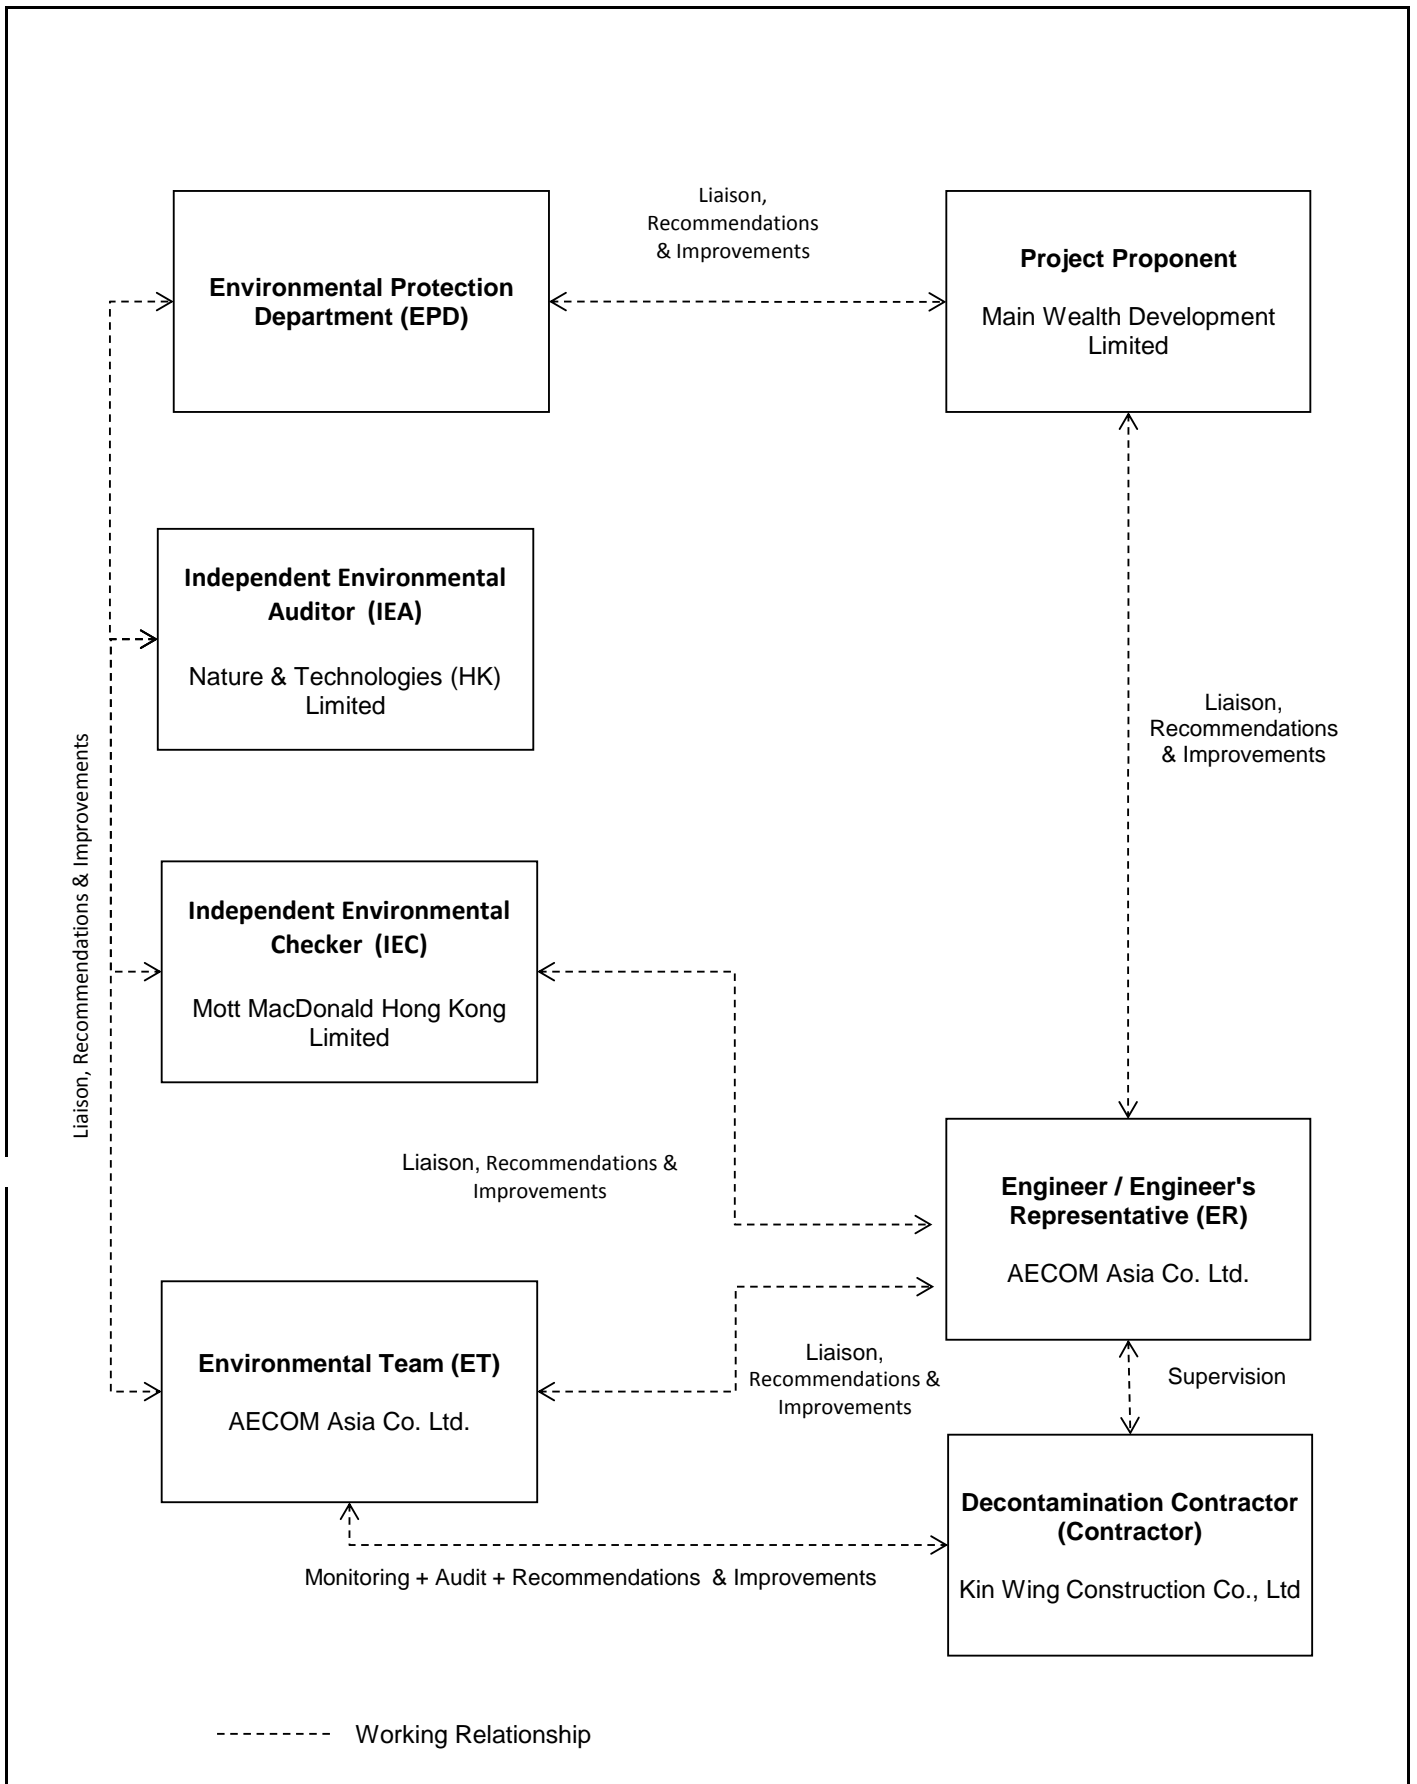 Liaison,
Recommendations
& Improvements
Environmental Protection
Department (EPD)
Project Proponent
Main Wealth Development
Limited
Independent Environmental
Auditor (IEA)
Nature & Technologies (HK)
Limited
Liaison,
Recommendations
& Improvements
Liaison, Recommendations & Improvements
Independent Environmental
Checker (IEC)
Mott MacDonald Hong Kong
Limited
Liaison, Recommendations &
Improvements
Engineer / Engineer's
Representative (ER)
AECOM Asia Co. Ltd.
Environmental Team (ET)
AECOM Asia Co. Ltd.
Liaison,
Recommendations &
Improvements
Supervision
Decontamination Contractor
(Contractor)
Kin Wing Construction Co., Ltd
Monitoring + Audit + Recommendations & Improvements
Working Relationship